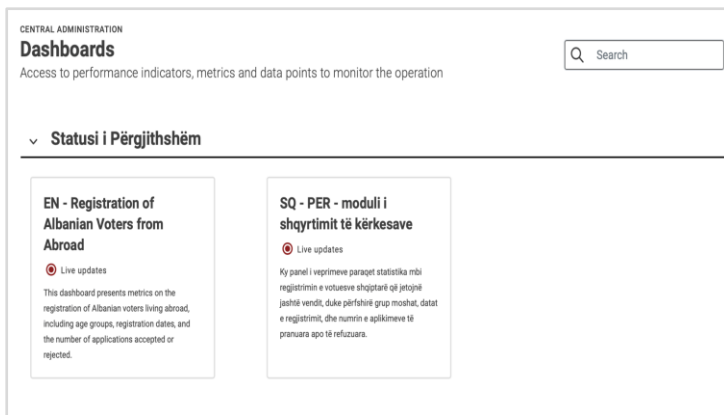 CENTRAL ADMINISTRATION
Dashboards
Access to performance indicators, metrics and data points to monitor the operation
Search
Statusi i Përgjithshëm
EN - Registration of
Albanian Voters from
Abroad
Live updates
This dashboard presents metrics on the
registration of Albanian voters living abroad,
including age groups, registration dates, and
the number of applications accepted or
rejected.
SQ - PER - moduli i
shqyrtimit të kërkesave
Live updates
Ky panel i veprimeve paraqet statistika mbi
regjistrimin e votuesve shqiptarë që jetojnë
jashtë vendit, duke përfshirë grup moshat, datat
e regjistrimit, dhe numrin e aplikimeve të
pranuara apo të refuzuara.